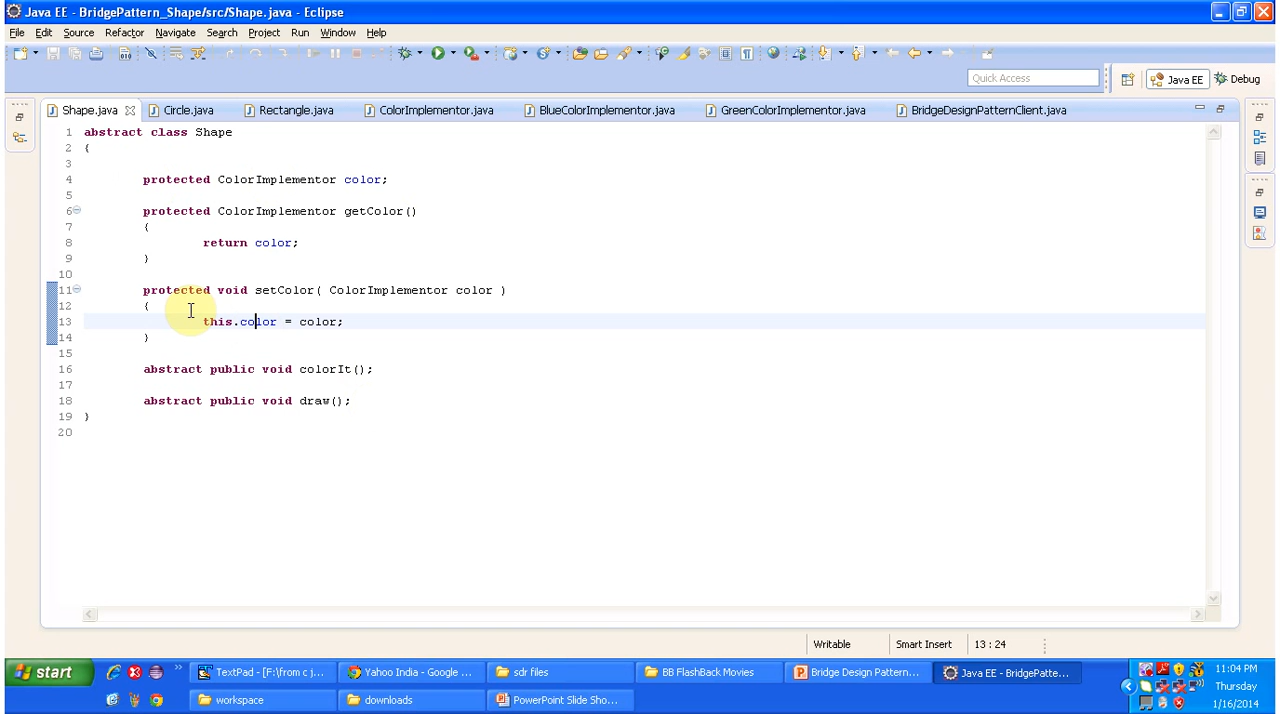 Java EE - BridgePattern_Shape/src/Shape.java - Eclipse
File Edit Source Refactor Navigate Search Project Run Window Help
Quick Access
Java EE
Debug
Shape.java Circle.java Rectangle.java ColorImplementor.java BlueColorImplementor.java GreenColorImplementor.java BridgeDesignPatternClient.java
1 abstract class Shape
2 {
3
4 protected ColorImplementor color;
5
6 protected ColorImplementor getColor()
7 {
8 return color;
9 }
10
11 protected void setColor( ColorImplementor color )
12 {
13 this.color = color;
14 }
15
16 abstract public void colorIt();
17
18 abstract public void draw();
19 }
20
Writable Smart Insert 13 : 24
start
TextPad - [F:\from c j...
Yahoo India - Google ...
sdr files
BB FlashBack Movies
Bridge Design Pattern...
Java EE - BridgePatte...
11:04 PM
workspace
downloads
PowerPoint Slide Sho...
Thursday
1/16/2014